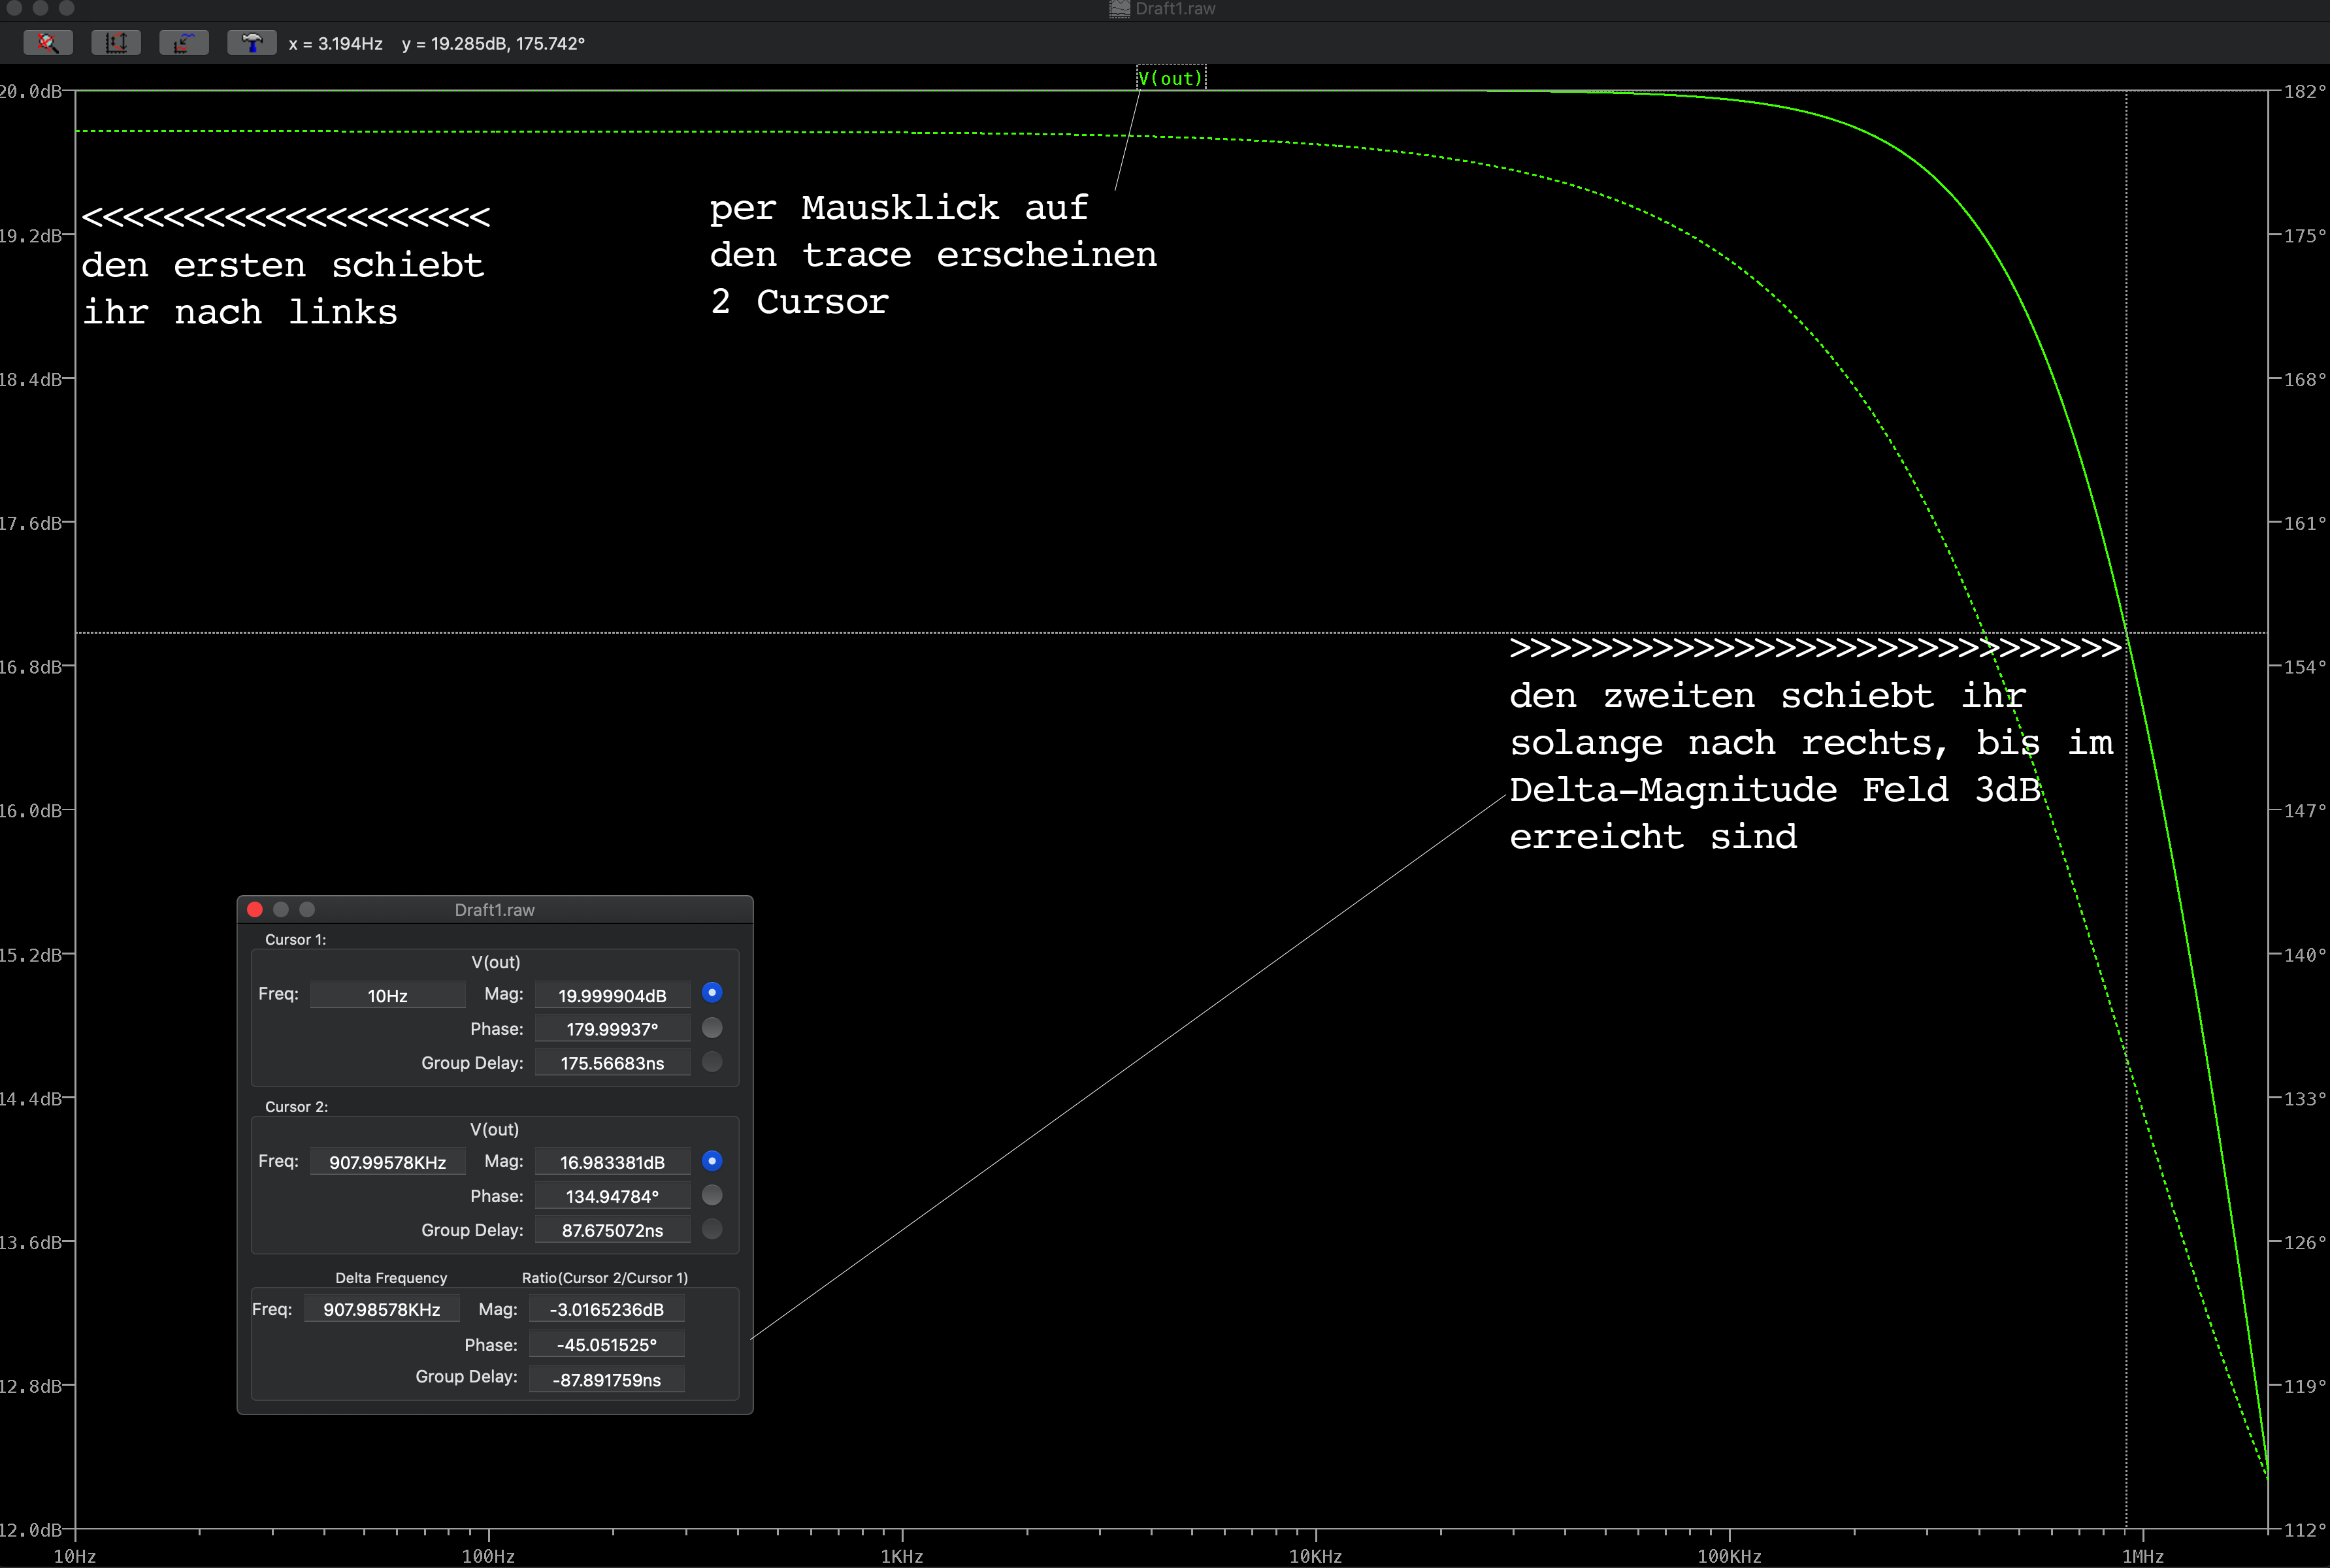 Draft1.raw
x = 3.194Hz y = 19.285dB, 175.742°
V(out)
20.0dB
19.2dB
18.4dB
17.6dB
16.8dB
16.0dB
15.2dB
14.4dB
13.6dB
12.8dB
12.0dB
182°
175°
168°
161°
154°
147°
140°
133°
126°
119°
112°
<<<<<<<<<<<<<<<<<<<<
den ersten schiebt
ihr nach links
per Mausklick auf
den trace erscheinen
2 Cursor
>>>>>>>>>>>>>>>>>>>>>>>>>>>>>>
den zweiten schiebt ihr
solange nach rechts, bis im
Delta-Magnitude Feld 3dB
erreicht sind
Draft1.raw
Cursor 1:
V(out)
Freq: 10Hz Mag: 19.999904dB
Phase: 179.99937°
Group Delay: 175.56683ns
Cursor 2:
V(out)
Freq: 907.99578KHz Mag: 16.983381dB
Phase: 134.94784°
Group Delay: 87.675072ns
Delta Frequency Ratio(Cursor 2/Cursor 1)
Freq: 907.98578KHz Mag: -3.0165236dB
Phase: -45.051525°
Group Delay: -87.891759ns
10Hz 100Hz 1KHz 10KHz 100KHz 1MHz